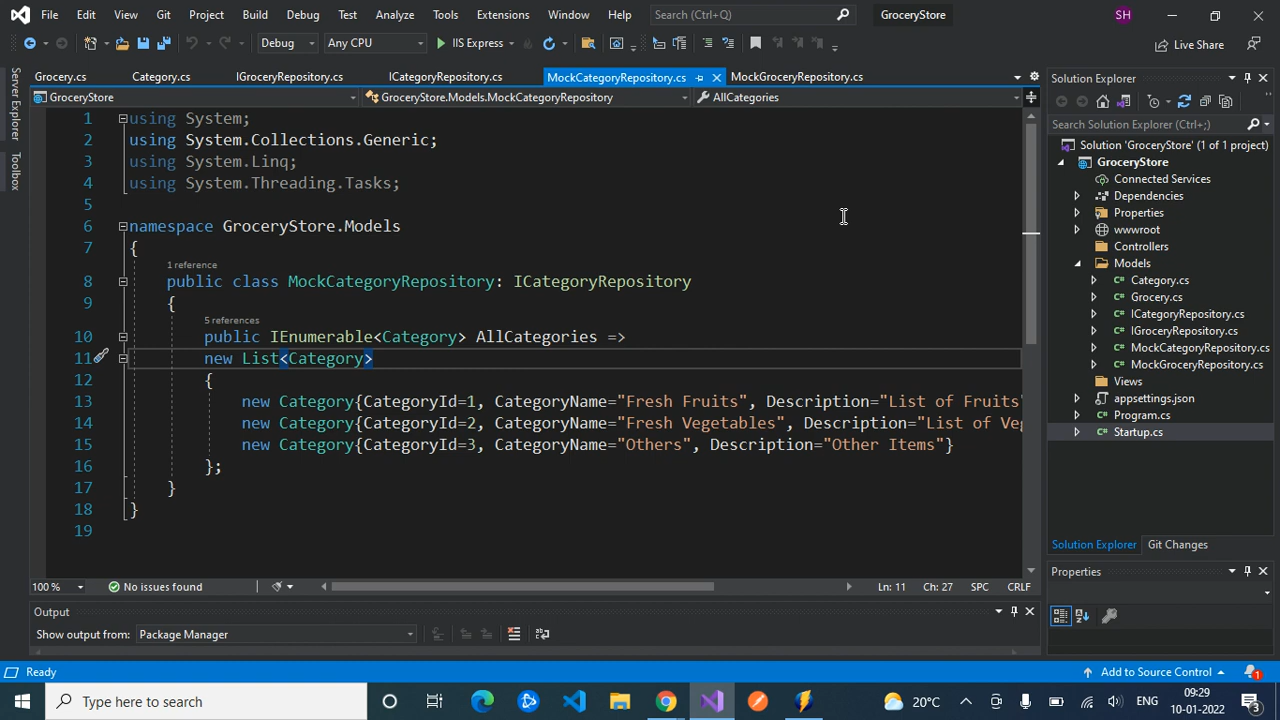 File Edit View Git Project Build Debug Test Analyze Tools Extensions Window Help Search (Ctrl+Q) GroceryStore SH
Debug Any CPU IIS Express Live Share
Server Explorer
Toolbox
Grocery.cs Category.cs IGroceryRepository.cs ICategoryRepository.cs MockCategoryRepository.cs MockGroceryRepository.cs
GroceryStore GroceryStore.Models.MockCategoryRepository AllCategories
1 using System;
2 using System.Collections.Generic;
3 using System.Linq;
4 using System.Threading.Tasks;
5
6 namespace GroceryStore.Models
7 {
1 reference
8 public class MockCategoryRepository: ICategoryRepository
9 {
5 references
10 public IEnumerable<Category> AllCategories =>
11 new List<Category>
12 {
13 new Category{CategoryId=1, CategoryName="Fresh Fruits", Description="List of Fruits"
14 new Category{CategoryId=2, CategoryName="Fresh Vegetables", Description="List of Veg
15 new Category{CategoryId=3, CategoryName="Others", Description="Other Items"}
16 };
17 }
18 }
19
100 % No issues found Ln: 11 Ch: 27 SPC CRLF
Output
Show output from: Package Manager
Solution Explorer
Search Solution Explorer (Ctrl+;)
Solution 'GroceryStore' (1 of 1 project)
GroceryStore
Connected Services
Dependencies
Properties
wwwroot
Controllers
Models
Category.cs
Grocery.cs
ICategoryRepository.cs
IGroceryRepository.cs
MockCategoryRepository.cs
MockGroceryRepository.cs
Views
appsettings.json
Program.cs
Startup.cs
Solution Explorer Git Changes
Properties
Ready Add to Source Control 1
Type here to search 20°C ENG 09:29
10-01-2022 3